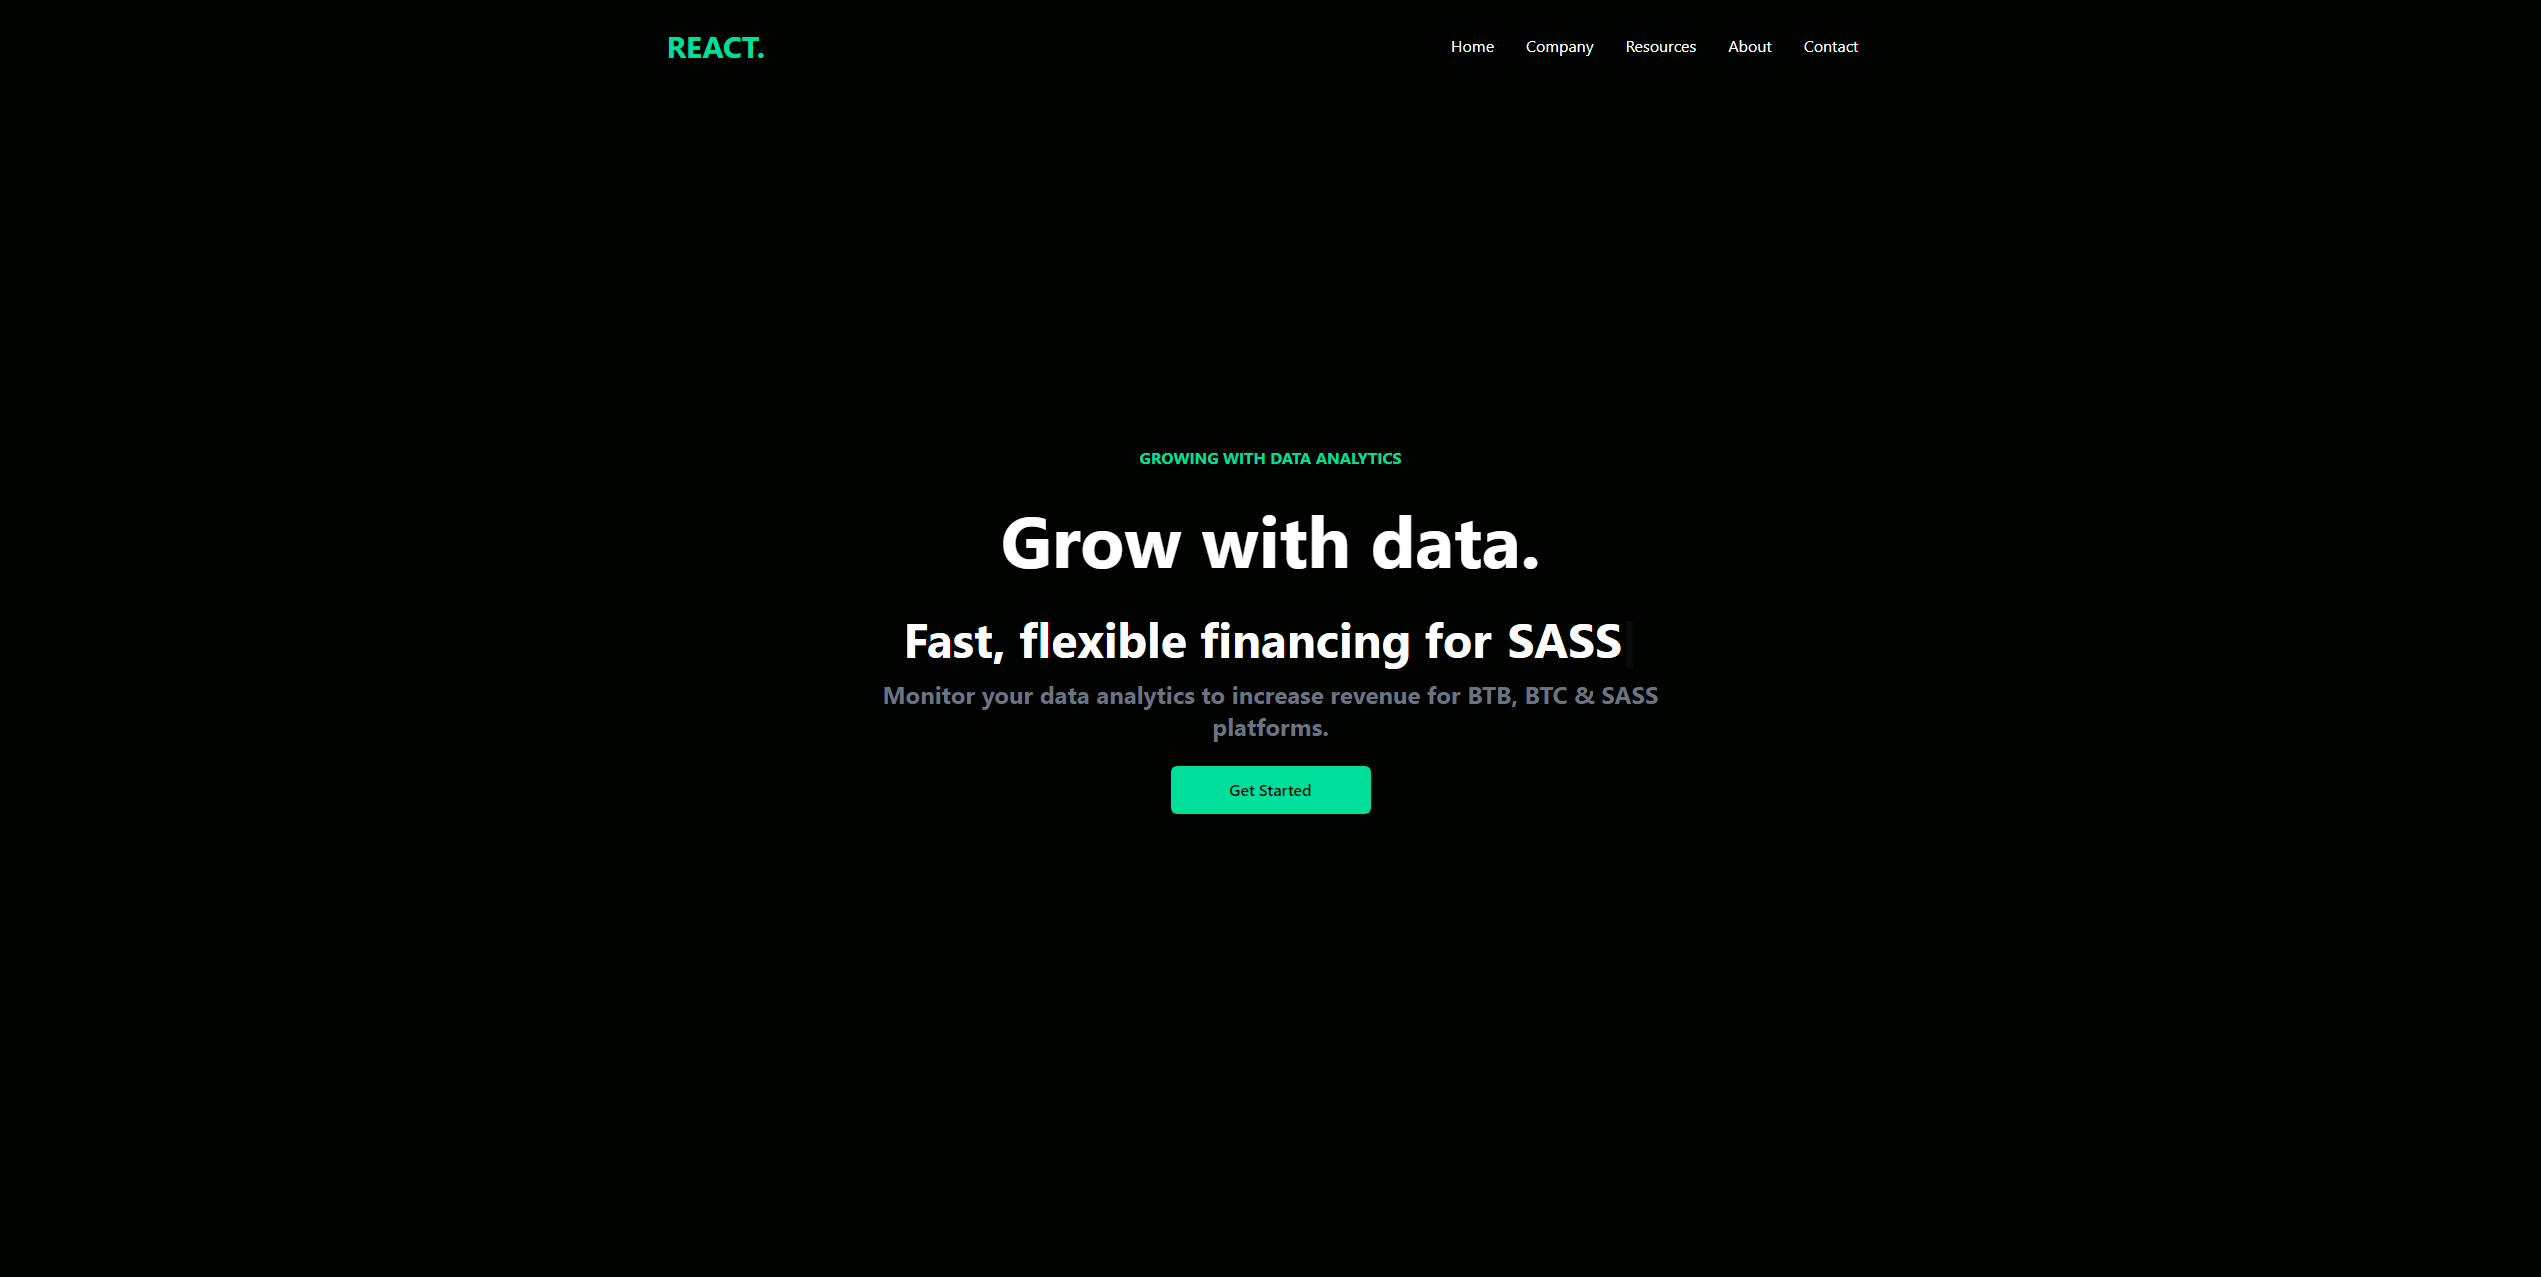 REACT.
Home Company Resources About Contact
GROWING WITH DATA ANALYTICS
Grow with data.
Fast, flexible financing for SASS
Monitor your data analytics to increase revenue for BTB, BTC & SASS
platforms.
Get Started